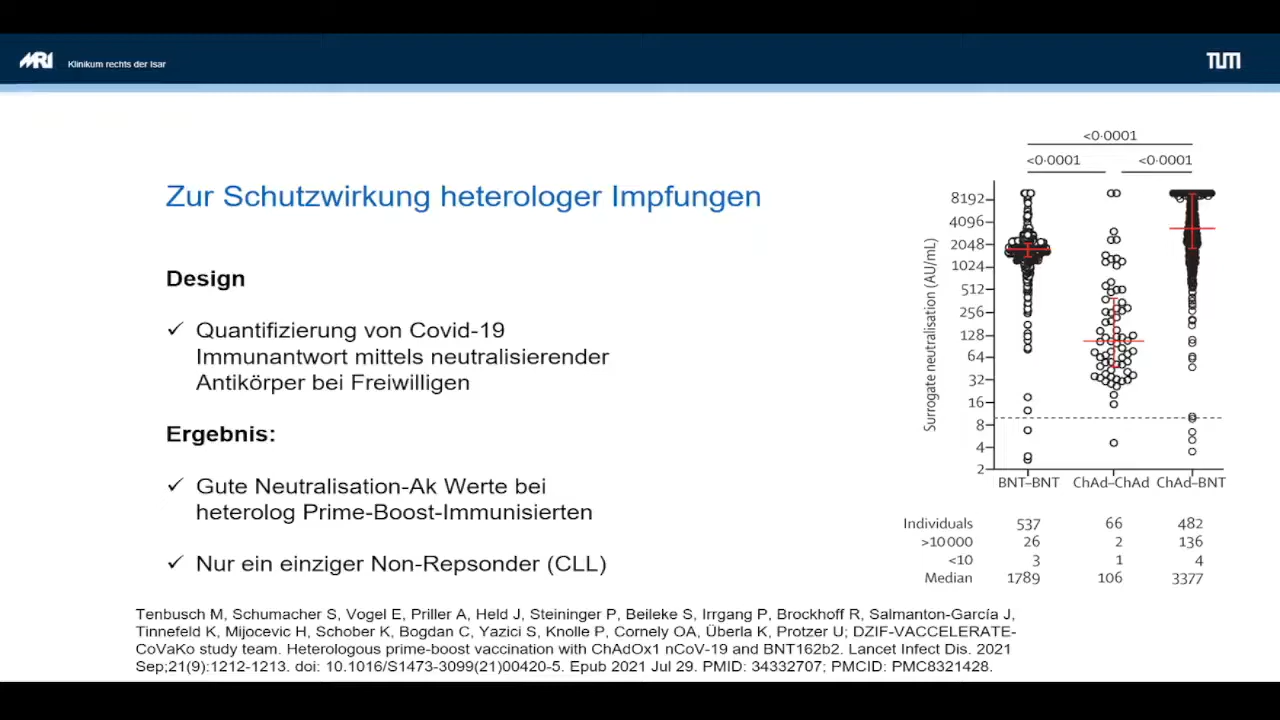 MRI Klinikum rechts der Isar
TUM
Zur Schutzwirkung heterologer Impfungen
Design
✓ Quantifizierung von Covid-19
Immunantwort mittels neutralisierender
Antikörper bei Freiwilligen
Ergebnis:
✓ Gute Neutralisation-Ak Werte bei
heterolog Prime-Boost-Immunisierten
✓ Nur ein einziger Non-Repsonder (CLL)
<0·0001
<0·0001 <0·0001
Surrogate neutralisation (AU/mL)
8192
4096
2048
1024
512
256
128
64
32
16
8
4
2
BNT–BNT ChAd–ChAd ChAd–BNT
Individuals 537 66 482
>10 000 26 2 136
<10 3 1 4
Median 1789 106 3377
Tenbusch M, Schumacher S, Vogel E, Priller A, Held J, Steininger P, Beileke S, Irrgang P, Brockhoff R, Salmanton-García J,
Tinnefeld K, Mijocevic H, Schober K, Bogdan C, Yazici S, Knolle P, Cornely OA, Überla K, Protzer U; DZIF-VACCELERATE-
CoVaKo study team. Heterologous prime-boost vaccination with ChAdOx1 nCoV-19 and BNT162b2. Lancet Infect Dis. 2021
Sep;21(9):1212-1213. doi: 10.1016/S1473-3099(21)00420-5. Epub 2021 Jul 29. PMID: 34332707; PMCID: PMC8321428.